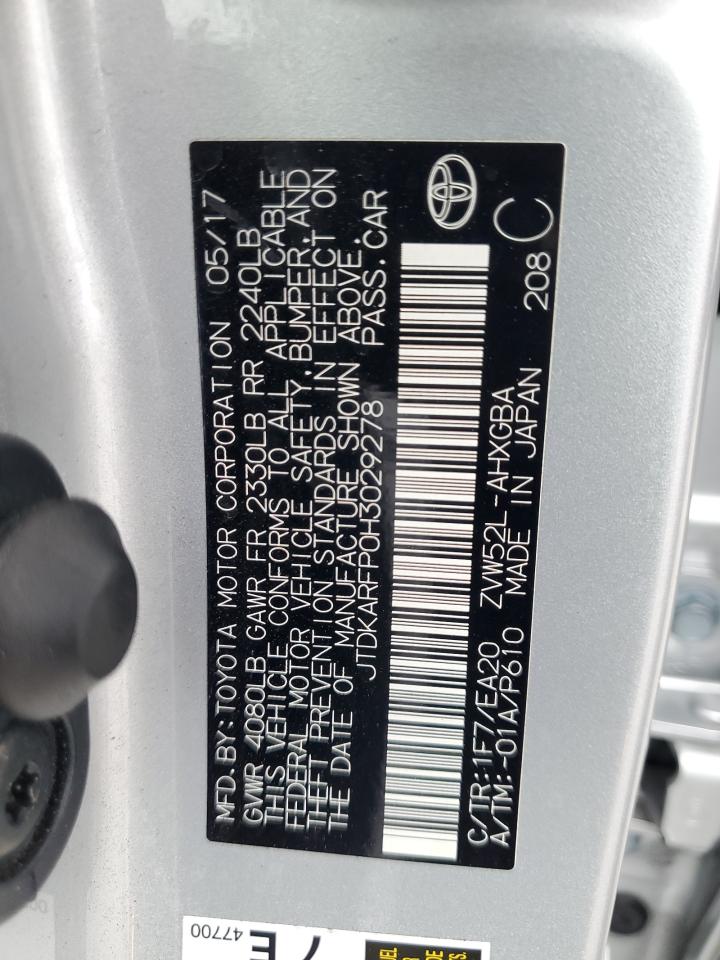 MFD. BY: TOYOTA MOTOR CORPORATION 05/17
GVWR 4080LB GAWR FR 2330LB RR 2240LB
THIS VEHICLE CONFORMS TO ALL APPLICABLE
FEDERAL MOTOR VEHICLE SAFETY, BUMPER, AND
THEFT PREVENTION STANDARDS IN EFFECT ON
THE DATE OF MANUFACTURE SHOWN ABOVE.
JTDKARFP0H3029278 PASS. CAR
C/TR: 1F7/EA20 ZVW52L-AHXGBA
A/TM: -01A/P610 MADE IN JAPAN
208 C
47700